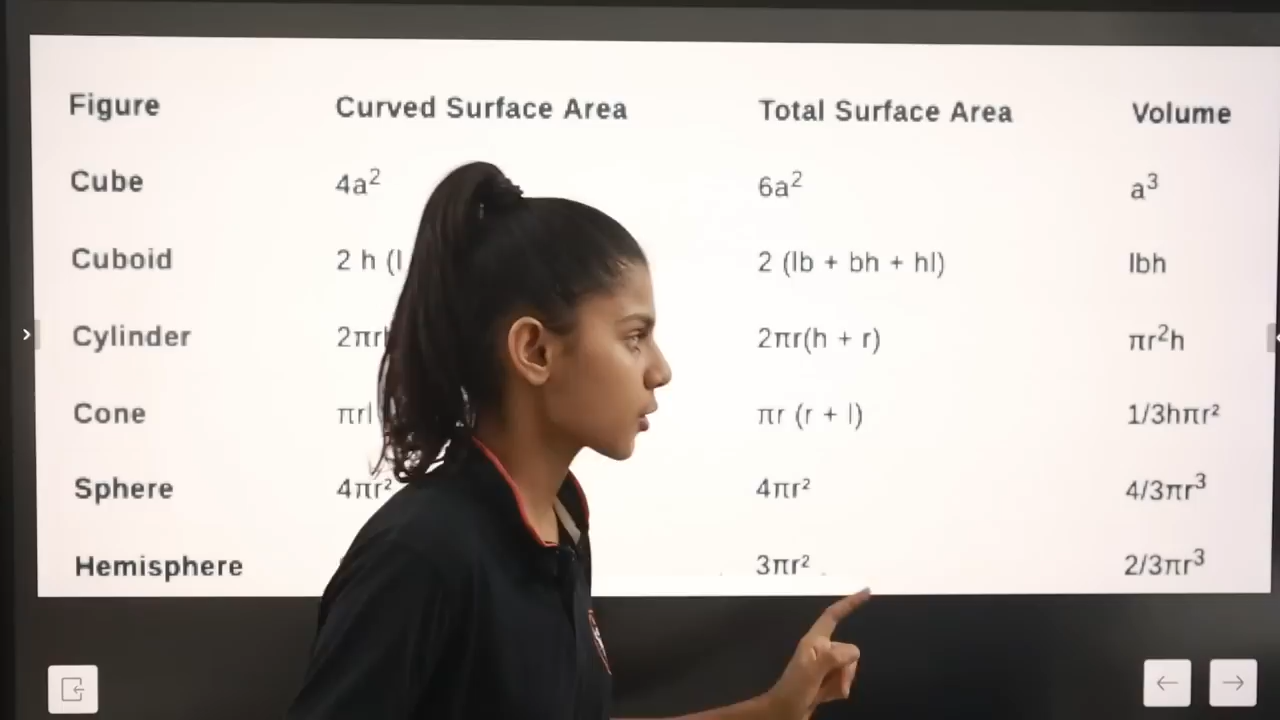 Figure Curved Surface Area Total Surface Area Volume
Cube 4a² 6a² a³
Cuboid 2 h (l 2 (lb + bh + hl) lbh
Cylinder 2πr 2πr(h + r) πr²h
Cone πrl πr (r + l) 1/3hπr²
Sphere 4πr² 4πr² 4/3πr³
Hemisphere 3πr² 2/3πr³